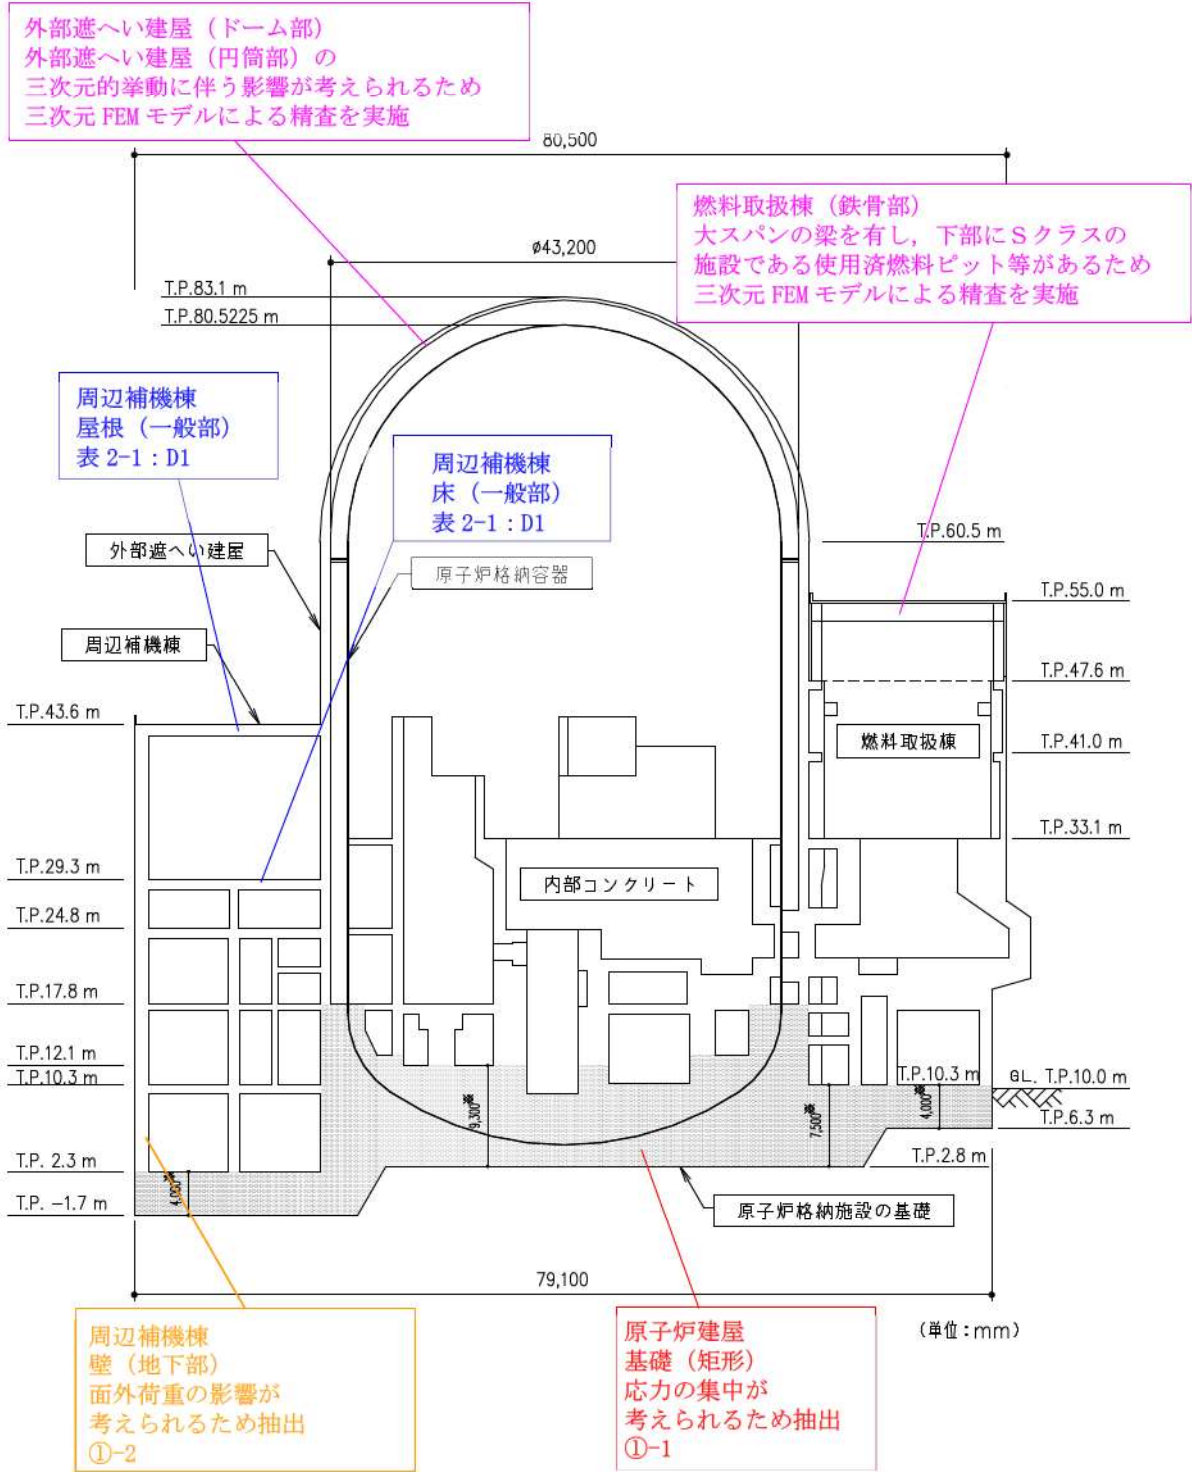 外部遮へい建屋（ドーム部）
外部遮へい建屋（円筒部）の
三次元的挙動に伴う影響が考えられるため
三次元 FEM モデルによる精査を実施
80,500
燃料取扱棟（鉄骨部）
大スパンの梁を有し，下部にＳクラスの
施設である使用済燃料ピット等があるため
三次元 FEM モデルによる精査を実施
ø43,200
T.P.83.1 m
T.P.80.5225 m
周辺補機棟
屋根（一般部）
表 2-1：D1
周辺補機棟
床（一般部）
表 2-1：D1
外部遮へい建屋
原子炉格納容器
T.P.60.5 m
T.P.55.0 m
周辺補機棟
T.P.47.6 m
T.P.43.6 m
燃料取扱棟
T.P.41.0 m
T.P.33.1 m
T.P.29.3 m
内部コンクリート
T.P.24.8 m
T.P.17.8 m
T.P.12.1 m
T.P.10.3 m
T.P.10.3 m
GL. T.P.10.0 m
9,300※
7,500※
4,000※
T.P.6.3 m
T.P. 2.3 m
T.P.2.8 m
4,000※
T.P. −1.7 m
原子炉格納施設の基礎
79,100
（単位：mm）
周辺補機棟
壁（地下部）
面外荷重の影響が
考えられるため抽出
①-2
原子炉建屋
基礎（矩形）
応力の集中が
考えられるため抽出
①-1